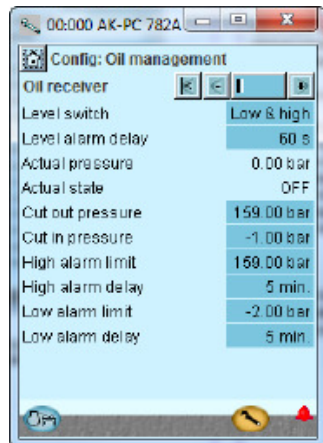 00:000 AK-PC 782A
Config: Oil management
Oil receiver
Level switch Low & high
Level alarm delay 60 s
Actual pressure 0.00 bar
Actual state OFF
Cut out pressure 159.00 bar
Cut in pressure -1.00 bar
High alarm limit 159.00 bar
High alarm delay 5 min.
Low alarm limit -2.00 bar
Low alarm delay 5 min.